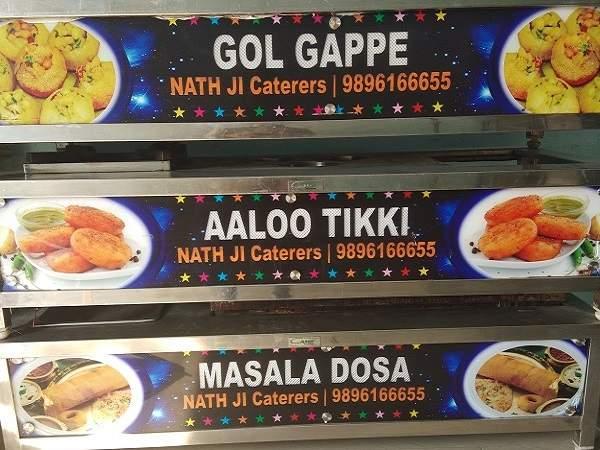 GOL GAPPE
NATH JI Caterers | 9896166655
AALOO TIKKI
NATH JI Caterers | 9896166655
MASALA DOSA
NATH JI Caterers | 9896166655